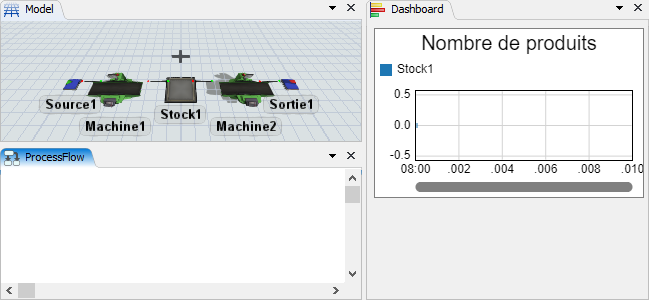 Model
Source1
Machine1
Stock1
Machine2
Sortie1
ProcessFlow
Dashboard
Nombre de produits
Stock1
0.5
0.0
-0.5
08:00 .002 .004 .006 .008 .010